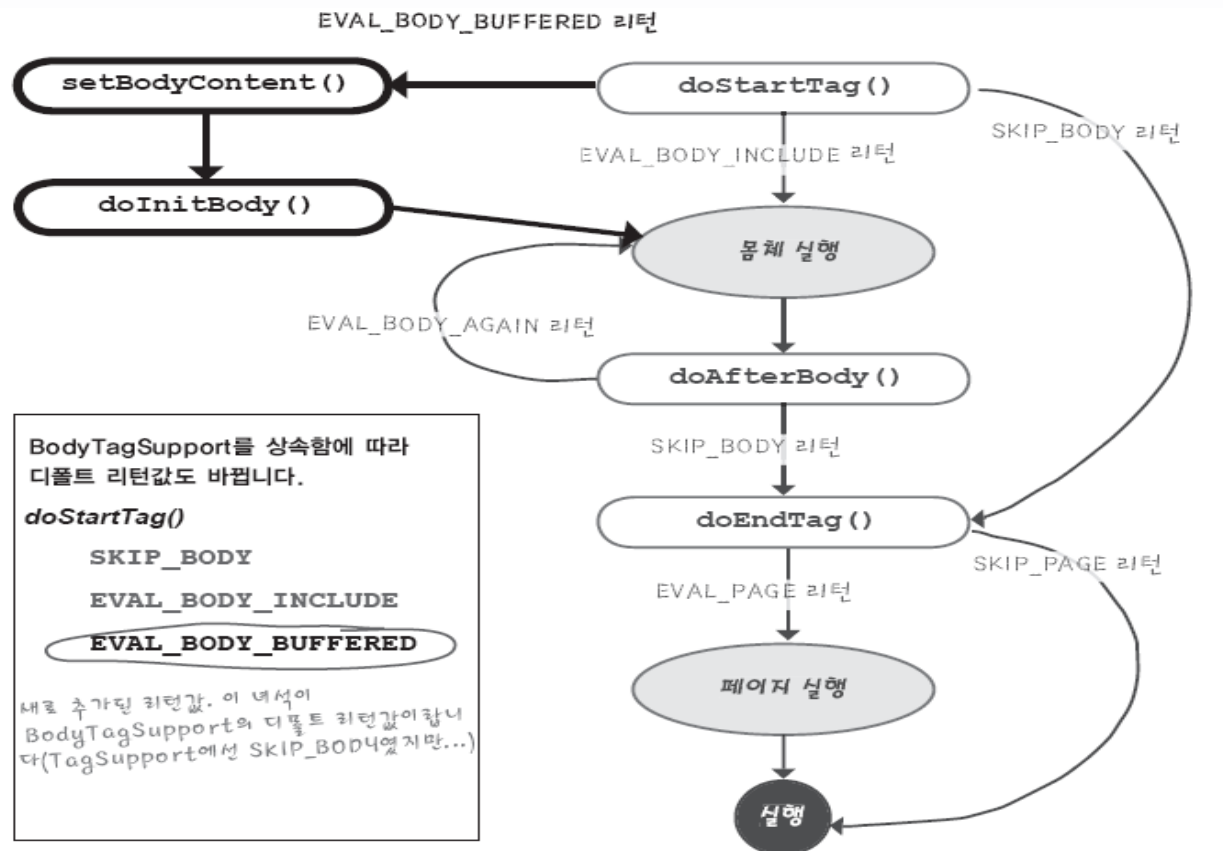 EVAL_BODY_BUFFERED 리턴
setBodyContent()
doStartTag()
SKIP_BODY 리턴
EVAL_BODY_INCLUDE 리턴
doInitBody()
몸체 실행
EVAL_BODY_AGAIN 리턴
doAfterBody()
SKIP_BODY 리턴
doEndTag()
SKIP_PAGE 리턴
EVAL_PAGE 리턴
페이지 실행
실행
BodyTagSupport를 상속함에 따라
디폴트 리턴값도 바뀝니다.
doStartTag()
SKIP_BODY
EVAL_BODY_INCLUDE
EVAL_BODY_BUFFERED
새로 추가된 리턴값. 이 녀석이
BodyTagSupport의 디폴트 리턴값이랍니
다(TagSupport에선 SKIP_BODY였지만...)